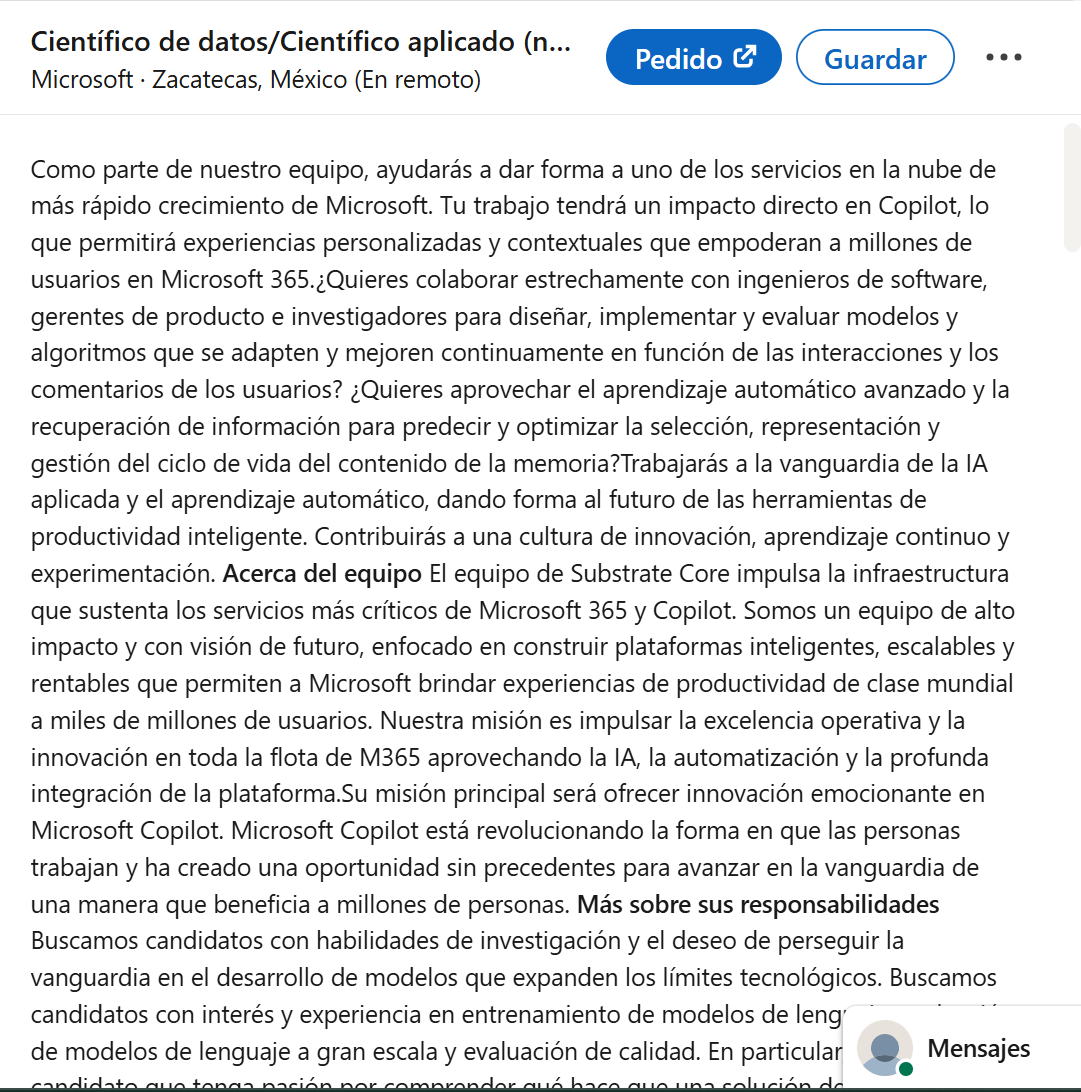 Científico de datos/Científico aplicado (n...
Microsoft · Zacatecas, México (En remoto)
Pedido
Guardar
Como parte de nuestro equipo, ayudarás a dar forma a uno de los servicios en la nube de
más rápido crecimiento de Microsoft. Tu trabajo tendrá un impacto directo en Copilot, lo
que permitirá experiencias personalizadas y contextuales que empoderan a millones de
usuarios en Microsoft 365.¿Quieres colaborar estrechamente con ingenieros de software,
gerentes de producto e investigadores para diseñar, implementar y evaluar modelos y
algoritmos que se adapten y mejoren continuamente en función de las interacciones y los
comentarios de los usuarios? ¿Quieres aprovechar el aprendizaje automático avanzado y la
recuperación de información para predecir y optimizar la selección, representación y
gestión del ciclo de vida del contenido de la memoria?Trabajarás a la vanguardia de la IA
aplicada y el aprendizaje automático, dando forma al futuro de las herramientas de
productividad inteligente. Contribuirás a una cultura de innovación, aprendizaje continuo y
experimentación. Acerca del equipo El equipo de Substrate Core impulsa la infraestructura
que sustenta los servicios más críticos de Microsoft 365 y Copilot. Somos un equipo de alto
impacto y con visión de futuro, enfocado en construir plataformas inteligentes, escalables y
rentables que permiten a Microsoft brindar experiencias de productividad de clase mundial
a miles de millones de usuarios. Nuestra misión es impulsar la excelencia operativa y la
innovación en toda la flota de M365 aprovechando la IA, la automatización y la profunda
integración de la plataforma.Su misión principal será ofrecer innovación emocionante en
Microsoft Copilot. Microsoft Copilot está revolucionando la forma en que las personas
trabajan y ha creado una oportunidad sin precedentes para avanzar en la vanguardia de
una manera que beneficia a millones de personas. Más sobre sus responsabilidades
Buscamos candidatos con habilidades de investigación y el deseo de perseguir la
vanguardia en el desarrollo de modelos que expanden los límites tecnológicos. Buscamos
candidatos con interés y experiencia en entrenamiento de modelos de
de modelos de lenguaje a gran escala y evaluación de calidad. En particular
candidato que tenga pasión por comprender qué hace que una solución de
Mensajes